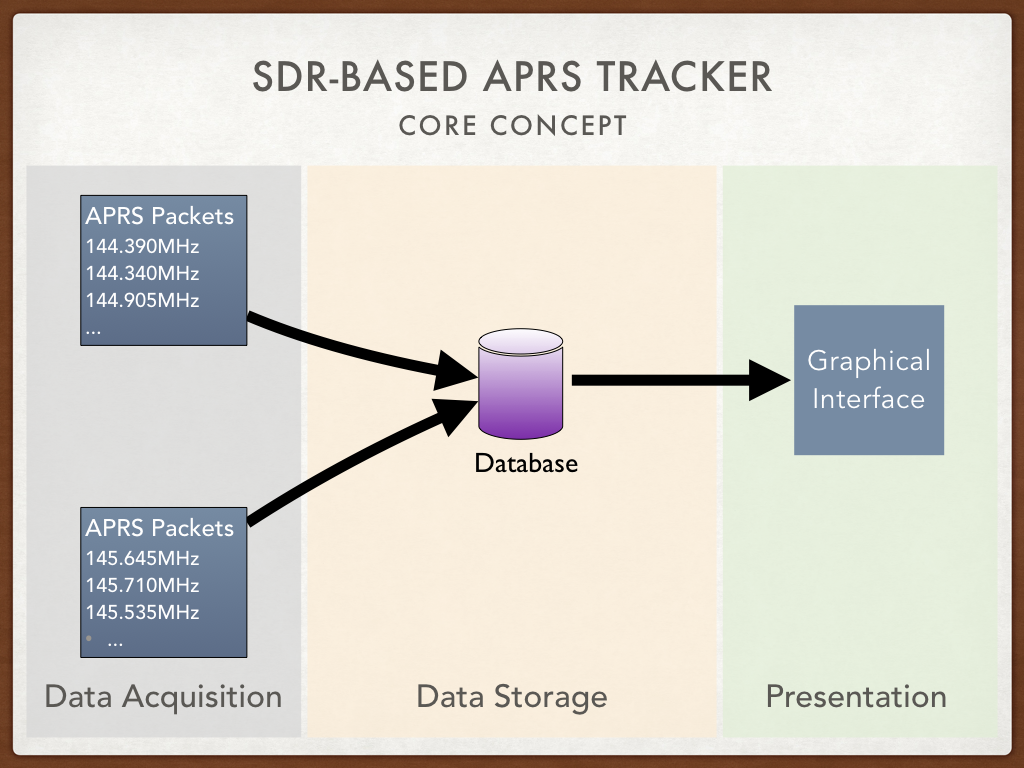 SDR-BASED APRS TRACKER
CORE CONCEPT
APRS Packets
144.390MHz
144.340MHz
144.905MHz
...
APRS Packets
145.645MHz
145.710MHz
145.535MHz
• ...
Data Acquisition
Database
Data Storage
Graphical
Interface
Presentation